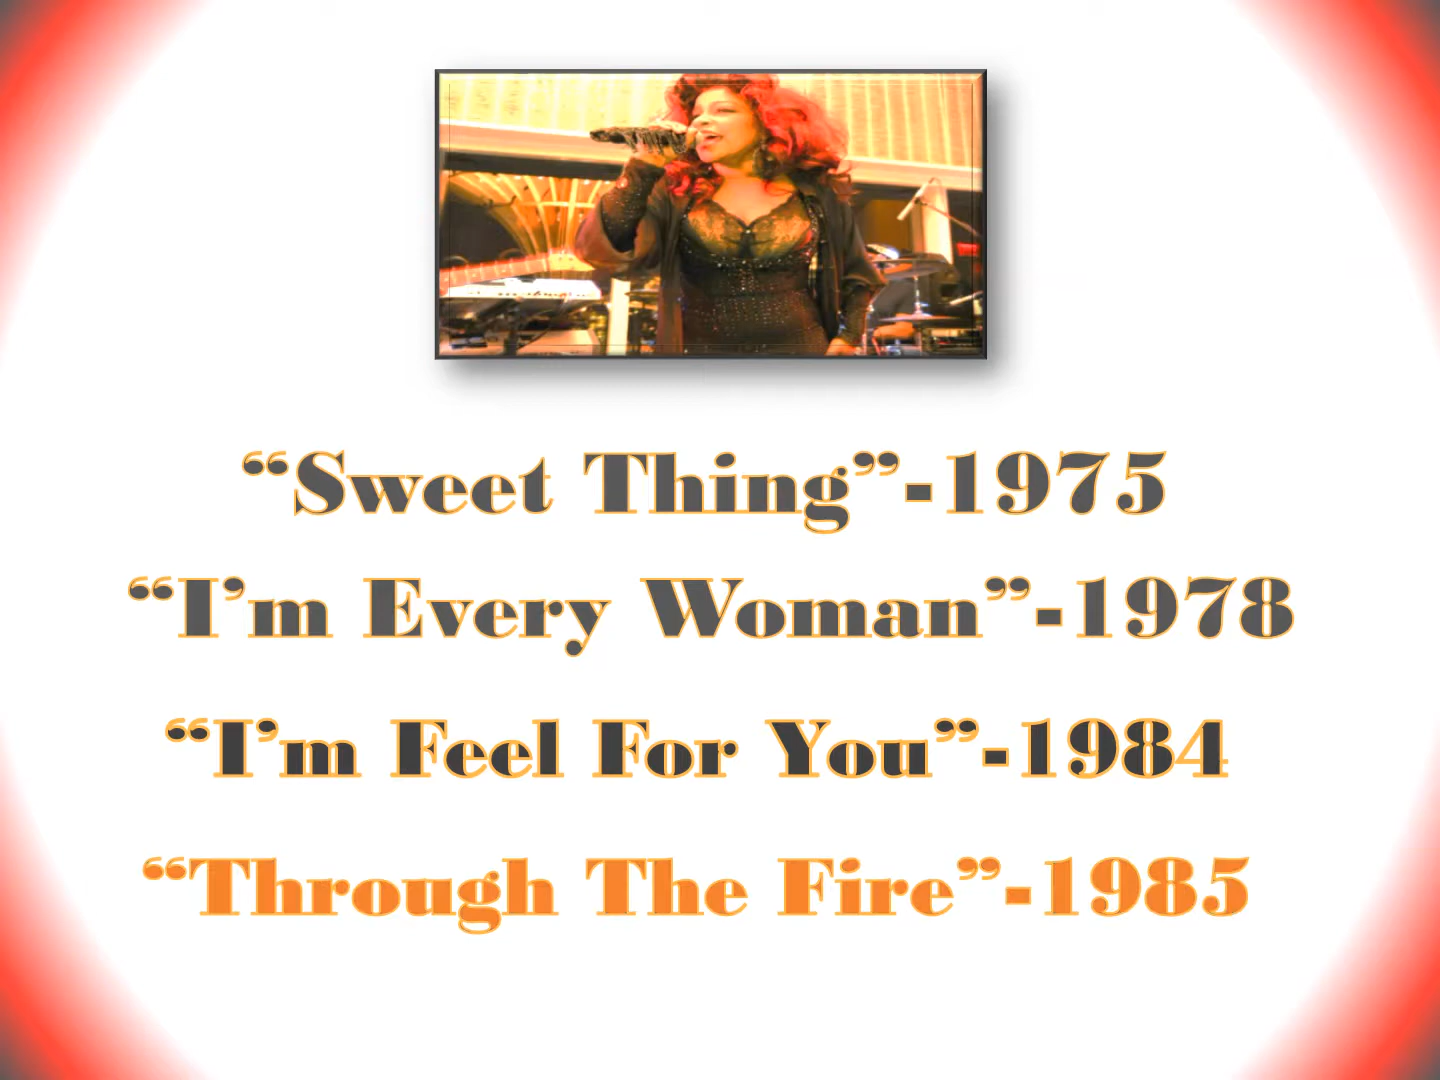 “Sweet Thing”-1975
“I’m Every Woman”-1978
“I’m Feel For You”-1984
“Through The Fire”-1985